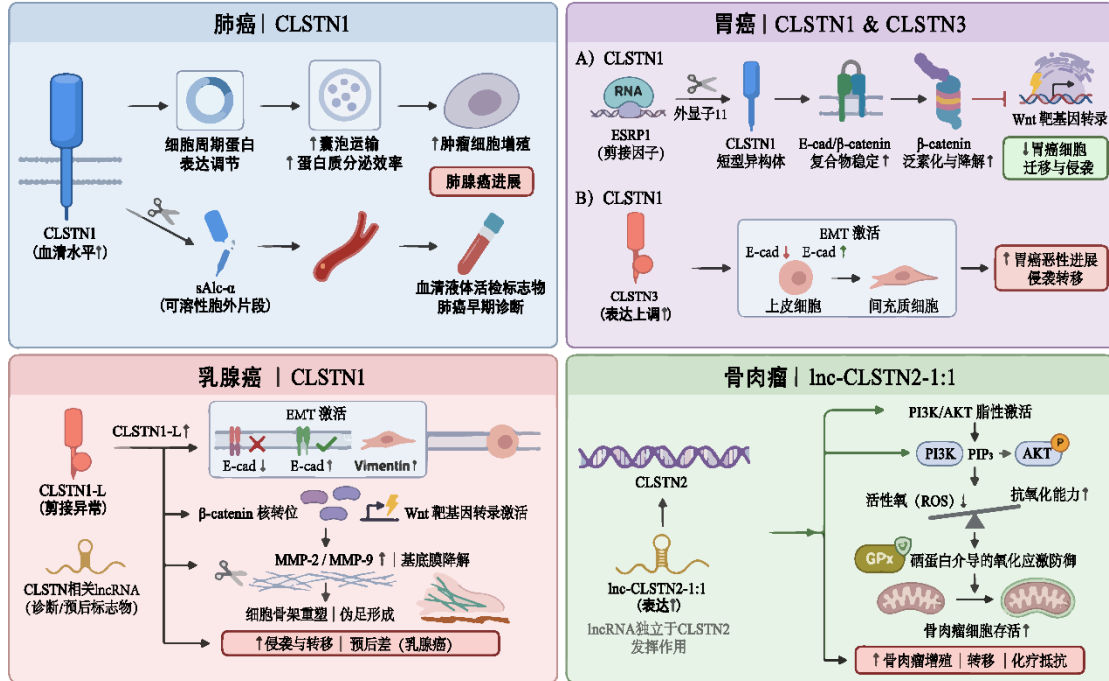 肺癌 | CLSTN1
CLSTN1
(血清水平↑)
细胞周期蛋白
表达调节
↑囊泡运输
↑蛋白质分泌效率
↑肿瘤细胞增殖
肺腺癌进展
sAlc-α
(可溶性胞外片段)
血清液体活检标志物
肺癌早期诊断
胃癌 | CLSTN1 & CLSTN3
A) CLSTN1
RNA
ESRP1
(剪接因子)
外显子11
CLSTN1
短型异构体
E-cad/β-catenin
复合物稳定↑
β-catenin
泛素化与降解↑
Wnt 靶基因转录
↓胃癌细胞
迁移与侵袭
B) CLSTN1
CLSTN3
(表达上调↑)
EMT 激活
E-cad↓ E-cad↑
上皮细胞
间充质细胞
↑胃癌恶性进展
侵袭转移
乳腺癌 | CLSTN1
CLSTN1-L
(剪接异常)
CLSTN相关lncRNA
(诊断/预后标志物)
CLSTN1-L↑
EMT 激活
E-cad↓
E-cad↑
Vimentin↑
β-catenin 核转位
Wnt 靶基因转录激活
MMP-2 / MMP-9 ↑ | 基底膜降解
细胞骨架重塑 | 伪足形成
↑侵袭与转移 | 预后差 (乳腺癌)
骨肉瘤 | lnc-CLSTN2-1:1
CLSTN2
lnc-CLSTN2-1:1
(表达↑)
lncRNA独立于CLSTN2
发挥作用
PI3K/AKT 脂性激活
PI3K
PIP₃
AKT
P
活性氧 (ROS) ↓
抗氧化能力↑
GPx
硒蛋白介导的氧化应激防御
骨肉瘤细胞存活↑
↑骨肉瘤增殖 | 转移 | 化疗抵抗